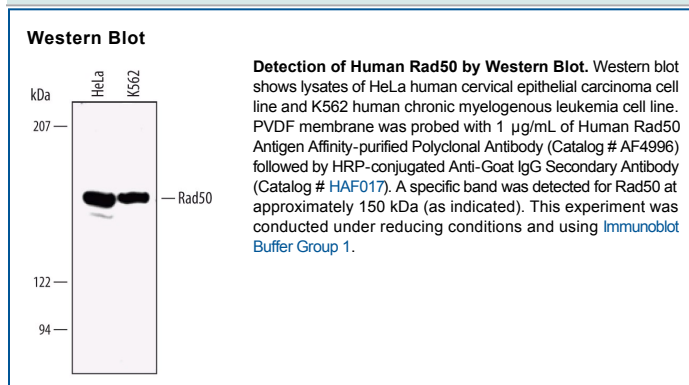 Western Blot
kDa
HeLa
K562
207
Rad50
122
94
Detection of Human Rad50 by Western Blot. Western blot
shows lysates of HeLa human cervical epithelial carcinoma cell
line and K562 human chronic myelogenous leukemia cell line.
PVDF membrane was probed with 1 µg/mL of Human Rad50
Antigen Affinity-purified Polyclonal Antibody (Catalog # AF4996)
followed by HRP-conjugated Anti-Goat IgG Secondary Antibody
(Catalog # HAF017). A specific band was detected for Rad50 at
approximately 150 kDa (as indicated). This experiment was
conducted under reducing conditions and using Immunoblot
Buffer Group 1.